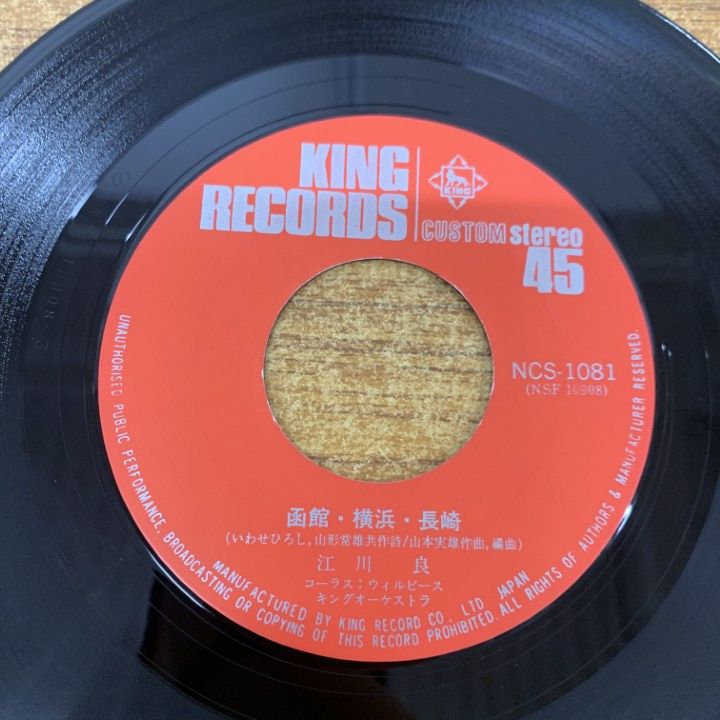 KING
RECORDS
KING
CUSTOM stereo
45
NCS-1081
(NSF 10908)
函館・横浜・長崎
(いわせひろし,山形常雄共作詩/山本実雄作曲,編曲)
江川 良
コーラス:ウィルビース
キングオーケストラ
MANUFACTURED BY KING RECORD CO., LTD JAPAN
UNAUTHORISED PUBLIC PERFORMANCE, BROADCASTING OR COPYING OF THIS RECORD PROHIBITED. ALL RIGHTS OF AUTHORS & MANUFACTURER RESERVED.